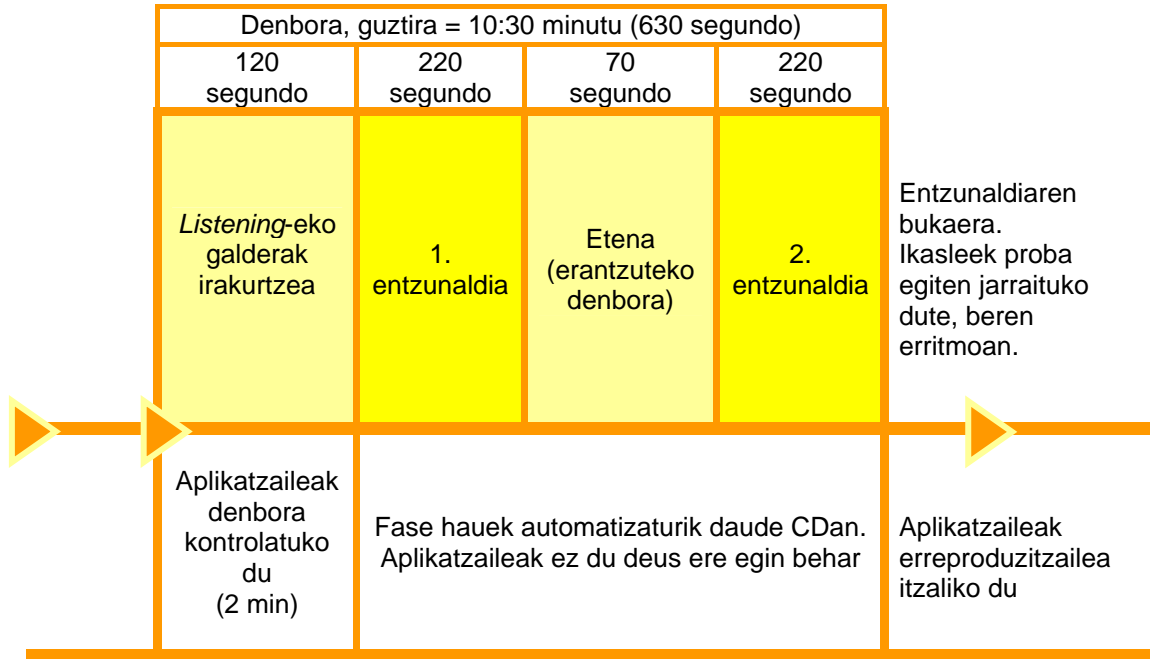 Denbora, guztira = 10:30 minutu (630 segundo)
120
segundo
220
segundo
70
segundo
220
segundo
Listening-eko
galderak
irakurtzea
1.
entzunaldia
Etena
(erantzuteko
denbora)
2.
entzunaldia
Entzunaldiaren
bukaera.
Ikasleek proba
egiten jarraituko
dute, beren
erritmoan.
Aplikatzaileak
denbora
kontrolatuko
du
(2 min)
Fase hauek automatizaturik daude CDan.
Aplikatzaileak ez du deus ere egin behar
Aplikatzaileak
erreproduzitzailea
itzaliko du